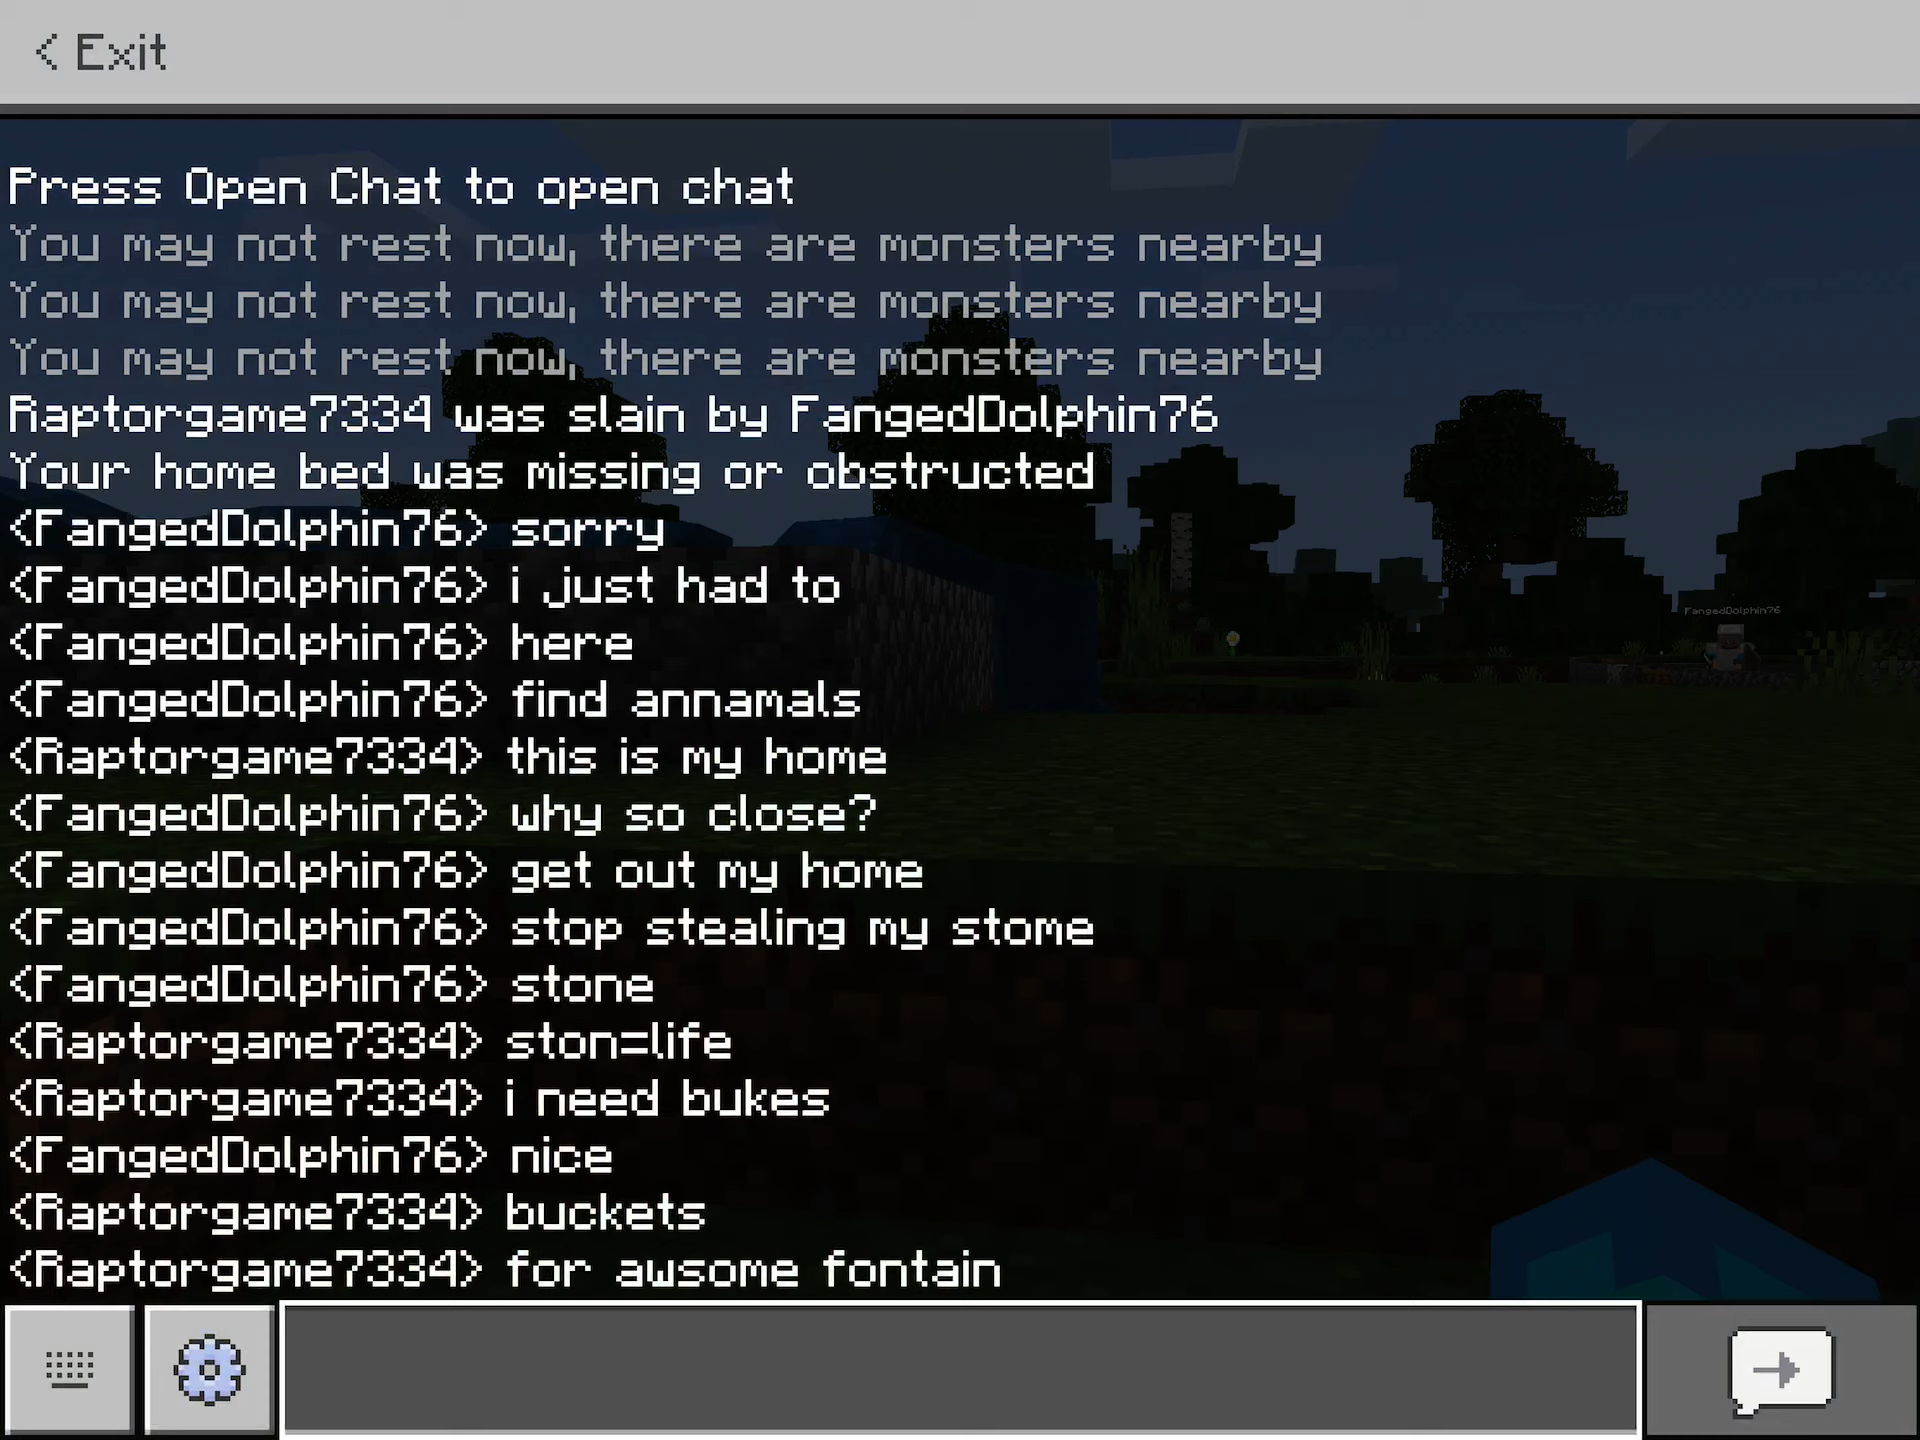 < Exit
Press Open Chat to open chat
You may not rest now, there are monsters nearby
You may not rest now, there are monsters nearby
You may not rest now, there are monsters nearby
Raptorgame7334 was slain by FangedDolphin76
Your home bed was missing or obstructed
<FangedDolphin76> sorry
<FangedDolphin76> i just had to
<FangedDolphin76> here
FangedDolphin76
<FangedDolphin76> find annamals
<Raptorgame7334> this is my home
<FangedDolphin76> why so close?
<FangedDolphin76> get out my home
<FangedDolphin76> stop stealing my stome
<FangedDolphin76> stone
<Raptorgame7334> ston=life
<Raptorgame7334> i need bukes
<FangedDolphin76> nice
<Raptorgame7334> buckets
<Raptorgame7334> for awsome fontain